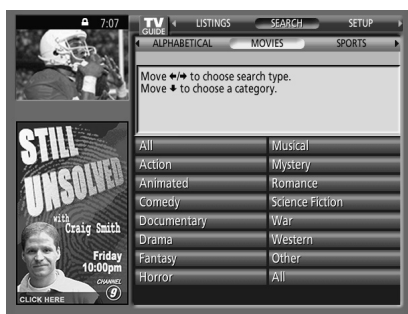 7:07
TV GUIDE LISTINGS SEARCH SETUP
ALPHABETICAL MOVIES SPORTS
Move ←/→ to choose search type.
Move ↓ to choose a category.
All Musical
Action Mystery
Animated Romance
Comedy Science Fiction
Documentary War
Drama Western
Fantasy Other
Horror All
STILL
UNSOLVED
with
Craig Smith
Friday
10:00pm
CHANNEL
9
CLICK HERE